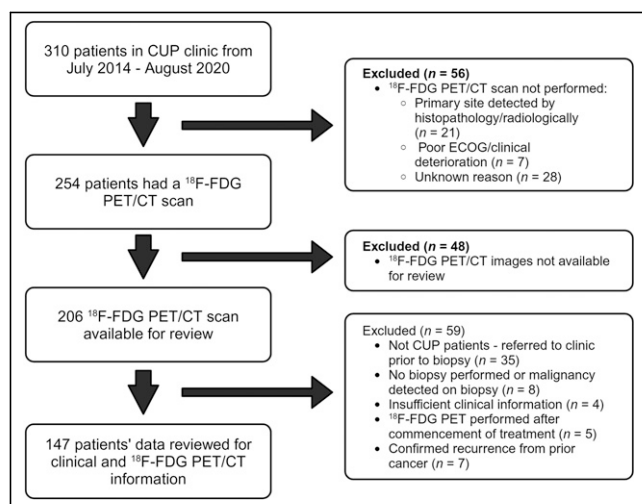 310 patients in CUP clinic from
July 2014 - August 2020
Excluded (n = 56)
• ¹⁸F-FDG PET/CT scan not performed:
○ Primary site detected by
histopathology/radiologically
(n = 21)
○ Poor ECOG/clinical
deterioration (n = 7)
○ Unknown reason (n = 28)
254 patients had a ¹⁸F-FDG
PET/CT scan
Excluded (n = 48)
• ¹⁸F-FDG PET/CT images not available
for review
206 ¹⁸F-FDG PET/CT scan
available for review
Excluded (n = 59)
• Not CUP patients - referred to clinic
prior to biopsy (n = 35)
• No biopsy performed or malignancy
detected on biopsy (n = 8)
• Insufficient clinical information (n = 4)
• ¹⁸F-FDG PET performed after
commencement of treatment (n = 5)
• Confirmed recurrence from prior
cancer (n = 7)
147 patients' data reviewed for
clinical and ¹⁸F-FDG PET/CT
information